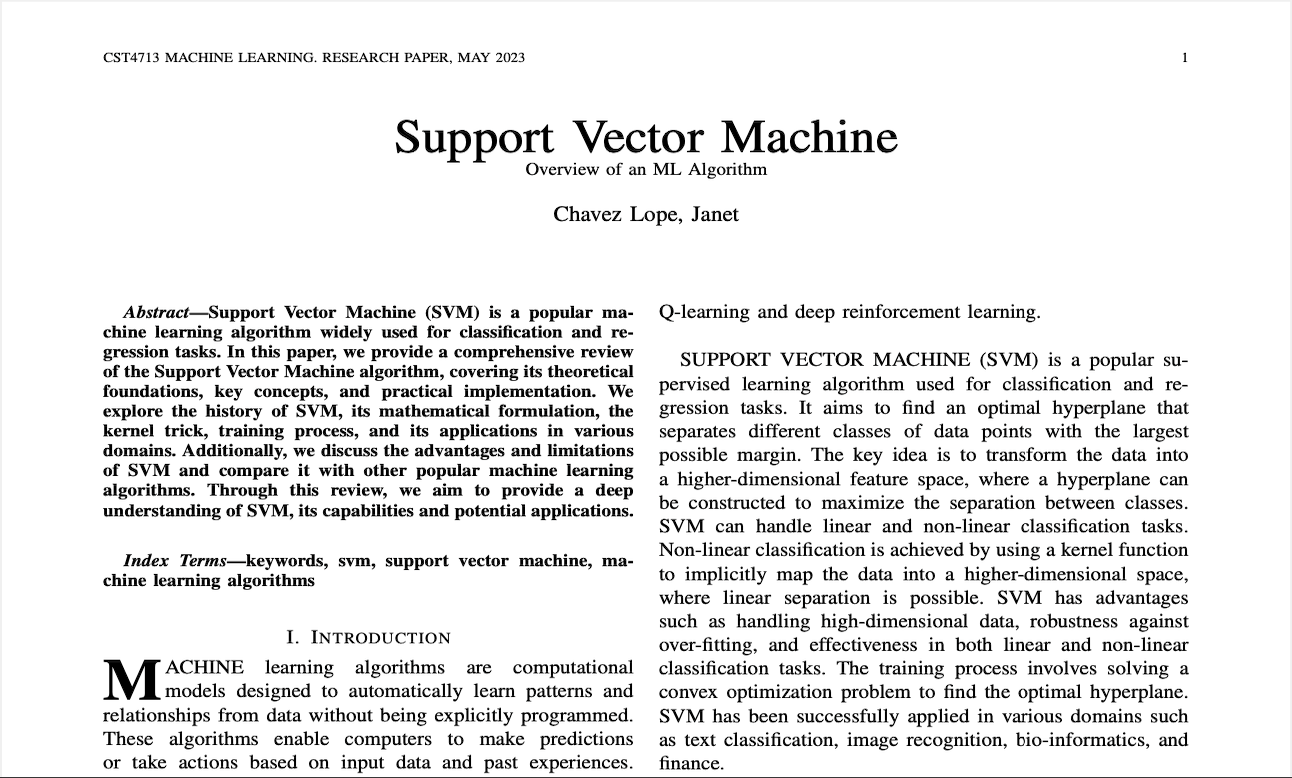 CST4713 MACHINE LEARNING. RESEARCH PAPER, MAY 2023
1
Support Vector Machine
Overview of an ML Algorithm
Chavez Lope, Janet
Abstract—Support Vector Machine (SVM) is a popular ma-
chine learning algorithm widely used for classification and re-
gression tasks. In this paper, we provide a comprehensive review
of the Support Vector Machine algorithm, covering its theoretical
foundations, key concepts, and practical implementation. We
explore the history of SVM, its mathematical formulation, the
kernel trick, training process, and its applications in various
domains. Additionally, we discuss the advantages and limitations
of SVM and compare it with other popular machine learning
algorithms. Through this review, we aim to provide a deep
understanding of SVM, its capabilities and potential applications.
Index Terms—keywords, svm, support vector machine, ma-
chine learning algorithms
I. INTRODUCTION
MACHINE learning algorithms are computational
models designed to automatically learn patterns and
relationships from data without being explicitly programmed.
These algorithms enable computers to make predictions
or take actions based on input data and past experiences.
Q-learning and deep reinforcement learning.
SUPPORT VECTOR MACHINE (SVM) is a popular su-
pervised learning algorithm used for classification and re-
gression tasks. It aims to find an optimal hyperplane that
separates different classes of data points with the largest
possible margin. The key idea is to transform the data into
a higher-dimensional feature space, where a hyperplane can
be constructed to maximize the separation between classes.
SVM can handle linear and non-linear classification tasks.
Non-linear classification is achieved by using a kernel function
to implicitly map the data into a higher-dimensional space,
where linear separation is possible. SVM has advantages
such as handling high-dimensional data, robustness against
over-fitting, and effectiveness in both linear and non-linear
classification tasks. The training process involves solving a
convex optimization problem to find the optimal hyperplane.
SVM has been successfully applied in various domains such
as text classification, image recognition, bio-informatics, and
finance.